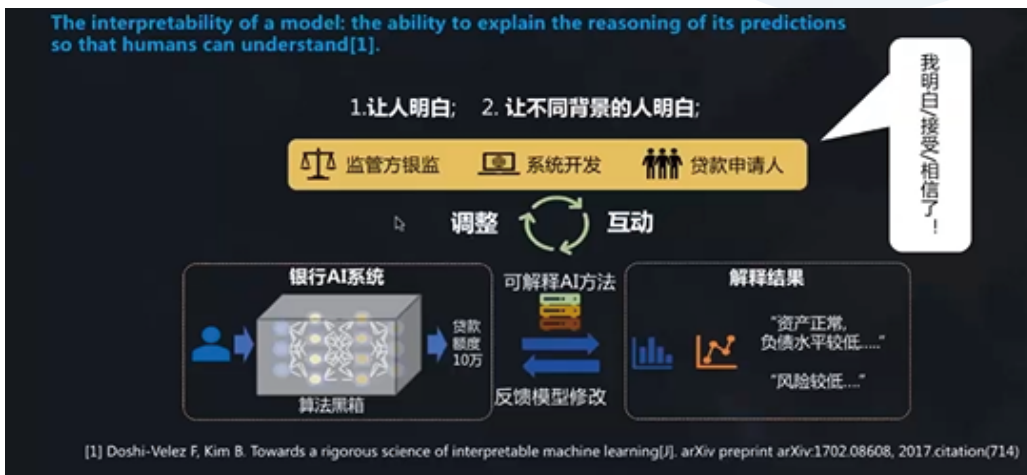 The interpretability of a model: the ability to explain the reasoning of its predictions
so that humans can understand[1].
1.让人明白; 2. 让不同背景的人明白;
我明白/接受/相信了！
监管方银监 系统开发 贷款申请人
调整 互动
银行AI系统
可解释AI方法
解释结果
贷款
额度
10万
算法黑箱
反馈模型修改
"资产正常,
负债水平较低....."
"风险较低...."
[1] Doshi-Velez F, Kim B. Towards a rigorous science of interpretable machine learning[J]. arXiv preprint arXiv:1702.08608, 2017.citation(714)